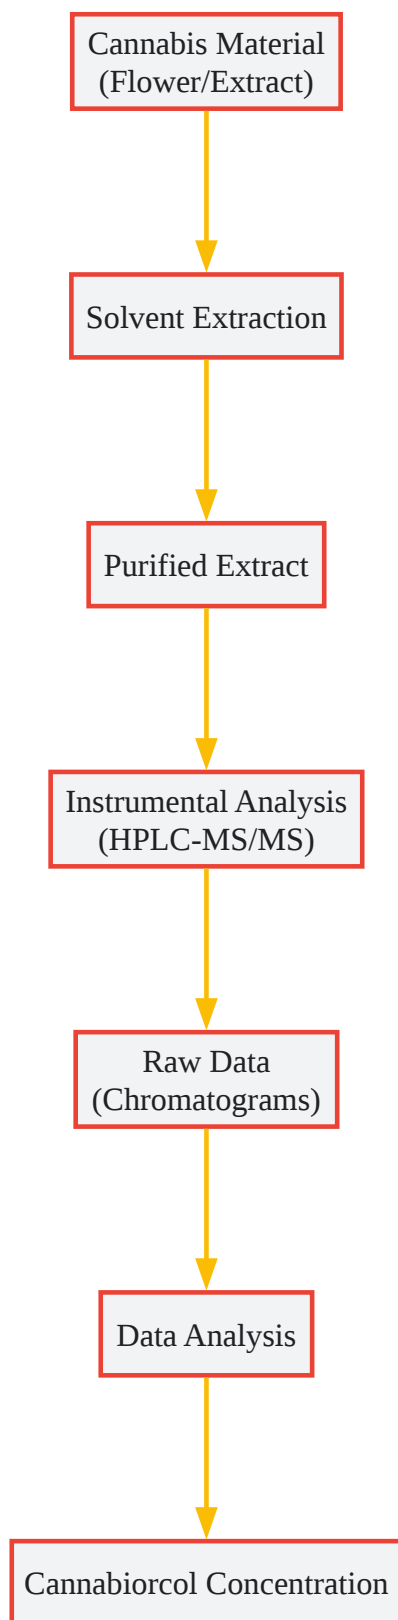 Cannabis Material
(Flower/Extract)
Solvent Extraction
Purified Extract
Instrumental Analysis
(HPLC-MS/MS)
Raw Data
(Chromatograms)
Data Analysis
Cannabiorcol Concentration